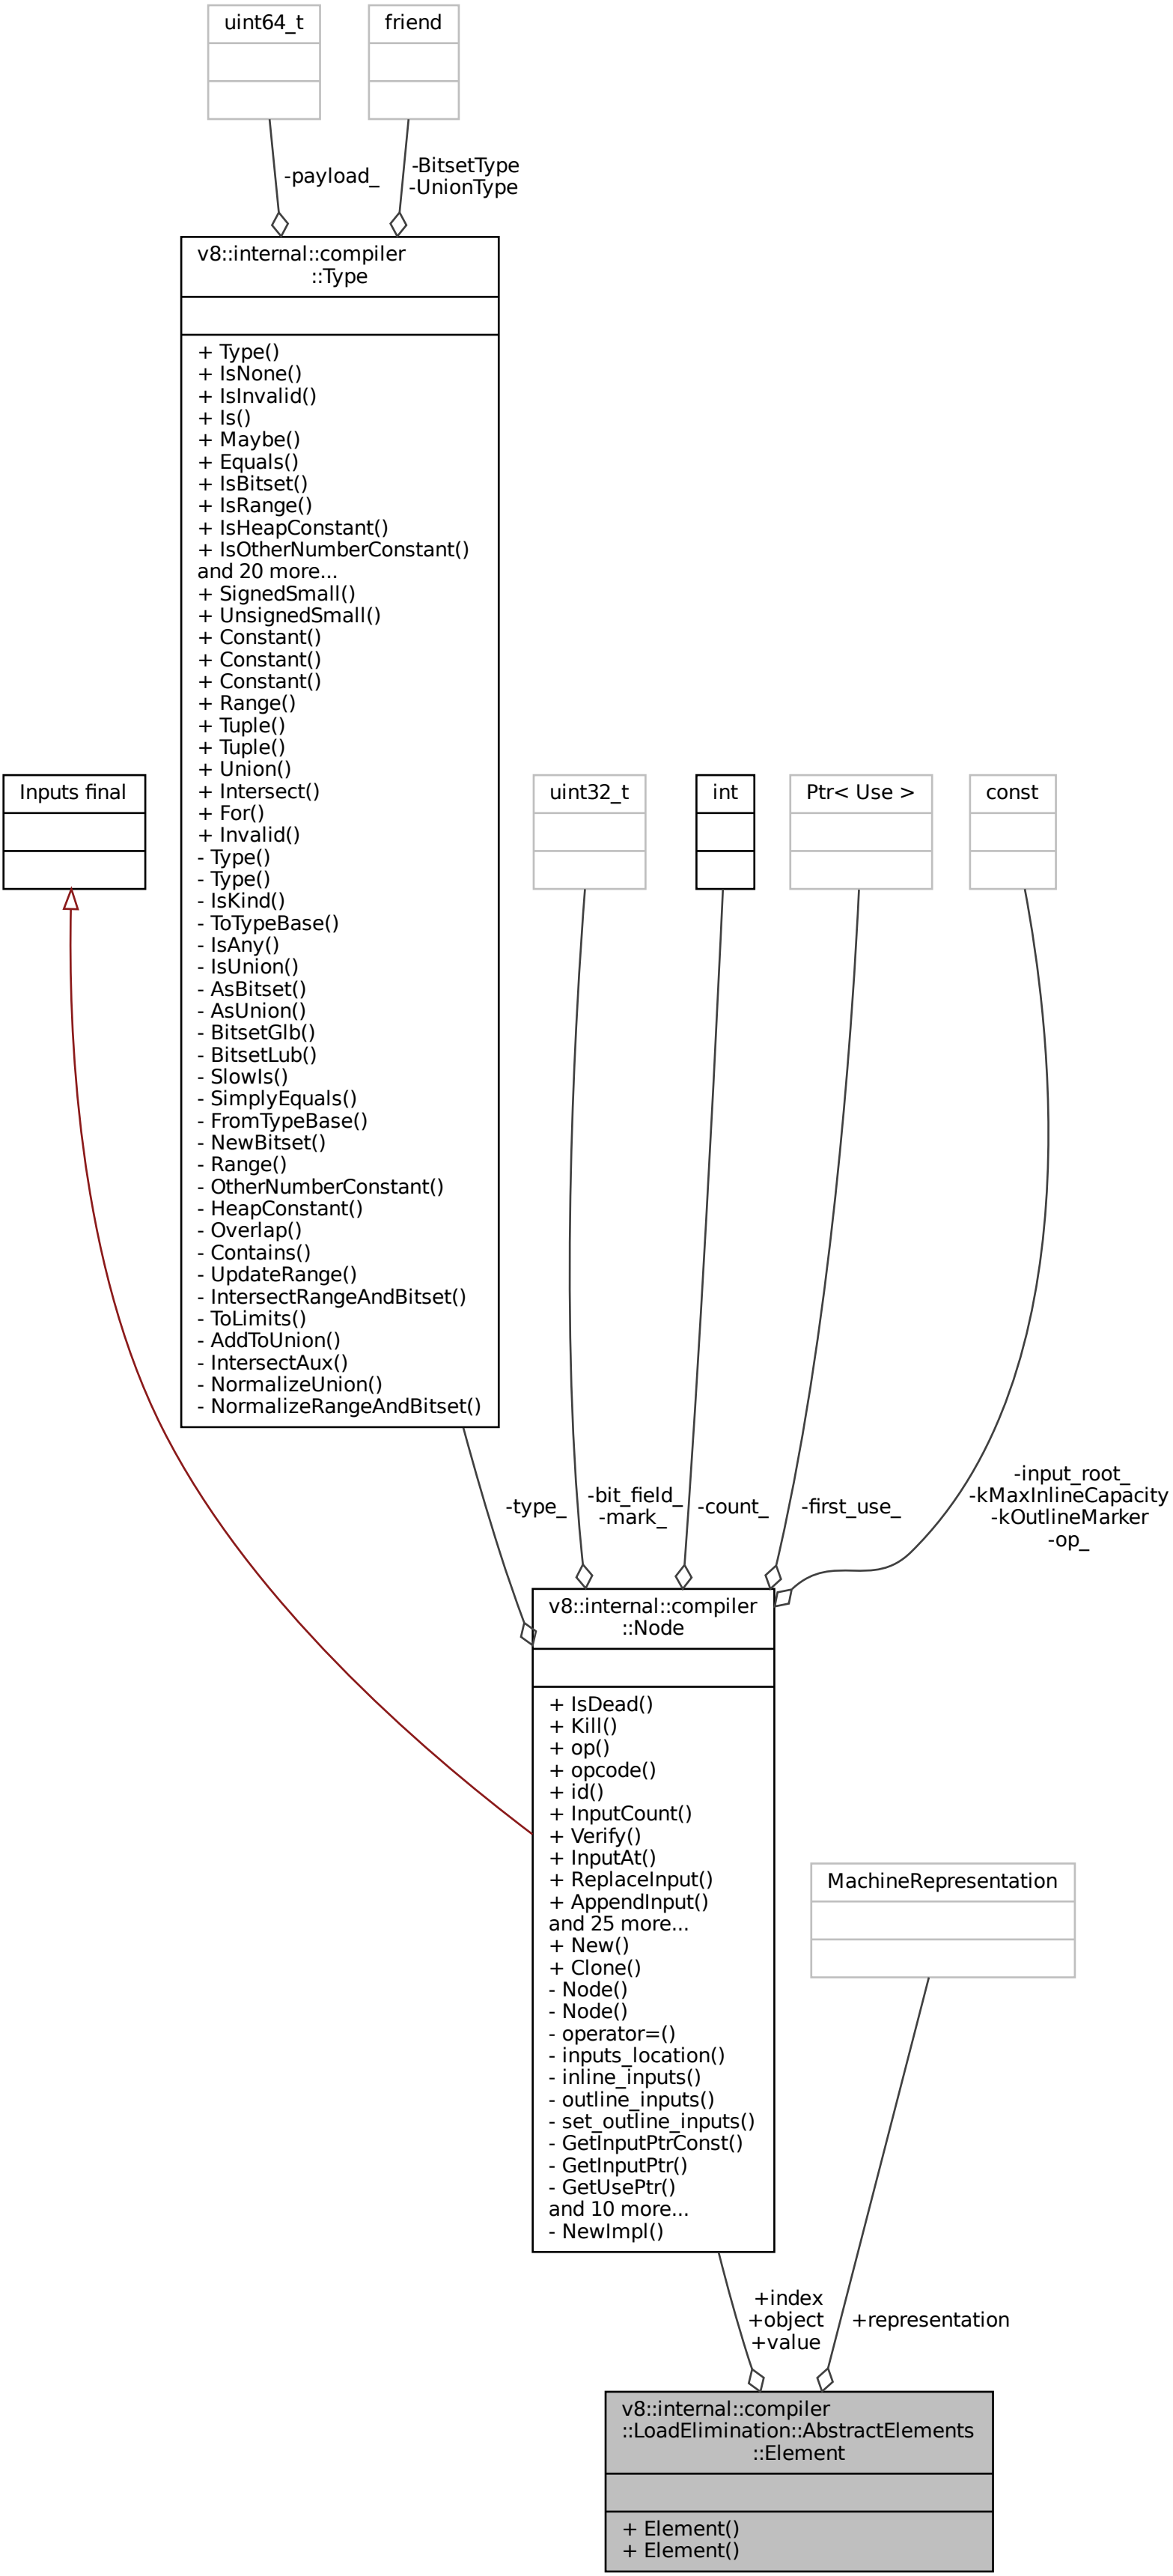 uint64_t
friend
-payload_
-BitsetType
-UnionType
v8::internal::compiler
::Type
+ Type()
+ IsNone()
+ IsInvalid()
+ Is()
+ Maybe()
+ Equals()
+ IsBitset()
+ IsRange()
+ IsHeapConstant()
+ IsOtherNumberConstant()
and 20 more...
+ SignedSmall()
+ UnsignedSmall()
+ Constant()
+ Constant()
+ Constant()
+ Range()
+ Tuple()
+ Tuple()
+ Union()
+ Intersect()
+ For()
+ Invalid()
- Type()
- Type()
- IsKind()
- ToTypeBase()
- IsAny()
- IsUnion()
- AsBitset()
- AsUnion()
- BitsetGlb()
- BitsetLub()
- SlowIs()
- SimplyEquals()
- FromTypeBase()
- NewBitset()
- Range()
- OtherNumberConstant()
- HeapConstant()
- Overlap()
- Contains()
- UpdateRange()
- IntersectRangeAndBitset()
- ToLimits()
- AddToUnion()
- IntersectAux()
- NormalizeUnion()
- NormalizeRangeAndBitset()
Inputs final
uint32_t
int
Ptr< Use >
const
-type_
-bit_field_
-mark_
-count_
-first_use_
-input_root_
-kMaxInlineCapacity
-kOutlineMarker
-op_
v8::internal::compiler
::Node
+ IsDead()
+ Kill()
+ op()
+ opcode()
+ id()
+ InputCount()
+ Verify()
+ InputAt()
+ ReplaceInput()
+ AppendInput()
and 25 more...
+ New()
+ Clone()
- Node()
- Node()
- operator=()
- inputs_location()
- inline_inputs()
- outline_inputs()
- set_outline_inputs()
- GetInputPtrConst()
- GetInputPtr()
- GetUsePtr()
and 10 more...
- NewImpl()
MachineRepresentation
+index
+object
+value
+representation
v8::internal::compiler
::LoadElimination::AbstractElements
::Element
+ Element()
+ Element()